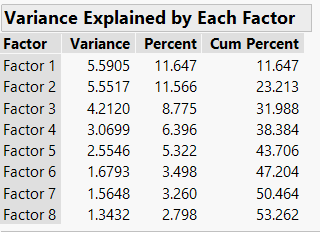 Variance Explained by Each Factor
Factor Variance Percent Cum Percent
Factor 1 5.5905 11.647 11.647
Factor 2 5.5517 11.566 23.213
Factor 3 4.2120 8.775 31.988
Factor 4 3.0699 6.396 38.384
Factor 5 2.5546 5.322 43.706
Factor 6 1.6793 3.498 47.204
Factor 7 1.5648 3.260 50.464
Factor 8 1.3432 2.798 53.262